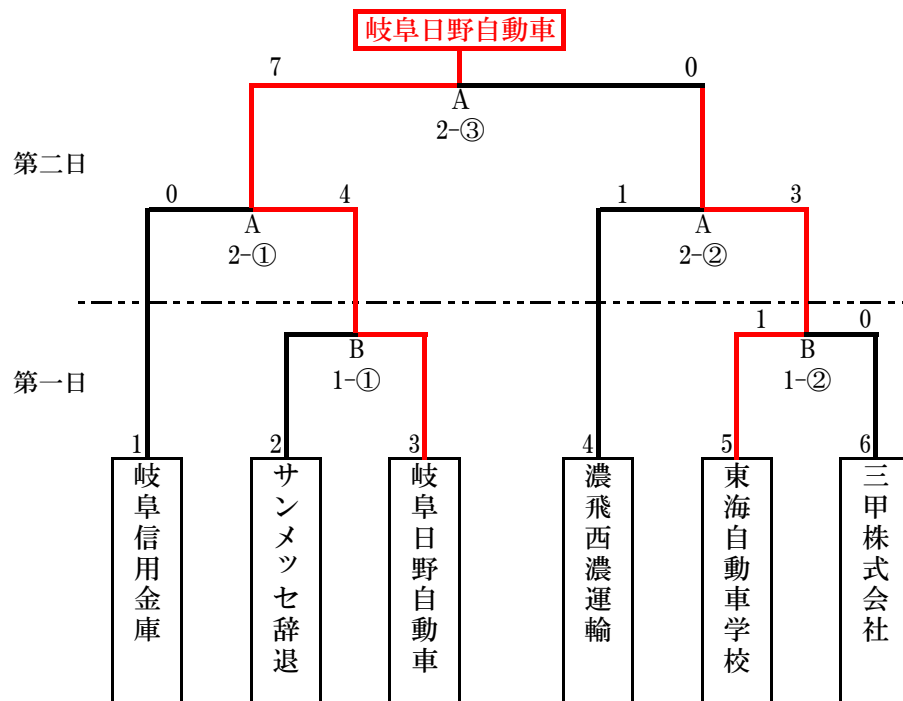 岐阜日野自動車
7
0
A
2-③
第二日
0
4
1
3
A
A
2-①
2-②
1
0
B
B
第一日
1-①
1-②
1
2
3
4
5
6
岐阜信用金庫
サンメッセ辞退
岐阜日野自動車
濃飛西濃運輸
東海自動車学校
三甲株式会社